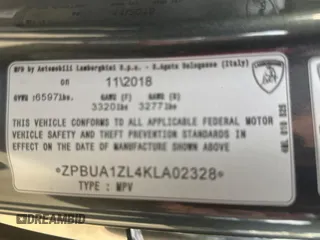 MFD by Automobili Lamborghini S.p.a. - S.Agata Bolognese (Italy)
on 11\2018
GVWR :6597lbs. GAWR (F) GAWR (R)
3320lbs 3277lbs
THIS VEHICLE CONFORMS TO ALL APPLICABLE FEDERAL MOTOR
VEHICLE SAFETY AND THEFT PREVENTION STANDARDS IN
EFFECT ON THE DATE OF MANUFACTURE SHOWN ABOVE.
*ZPBUA1ZL4KLA02328*
TYPE : MPV
DREAMBID